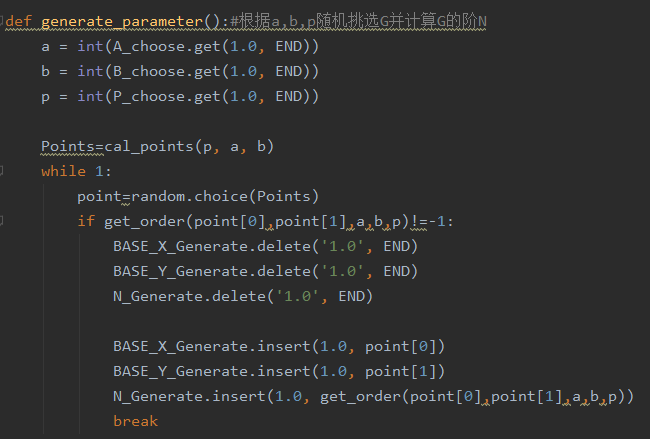 def generate_parameter():#根据a,b,p随机挑选G并计算G的阶N
    a = int(A_choose.get(1.0, END))
    b = int(B_choose.get(1.0, END))
    p = int(P_choose.get(1.0, END))

    Points=cal_points(p, a, b)
    while 1:
        point=random.choice(Points)
        if get_order(point[0],point[1],a,b,p)!=-1:
            BASE_X_Generate.delete('1.0', END)
            BASE_Y_Generate.delete('1.0', END)
            N_Generate.delete('1.0', END)

            BASE_X_Generate.insert(1.0, point[0])
            BASE_Y_Generate.insert(1.0, point[1])
            N_Generate.insert(1.0, get_order(point[0],point[1],a,b,p))
            break